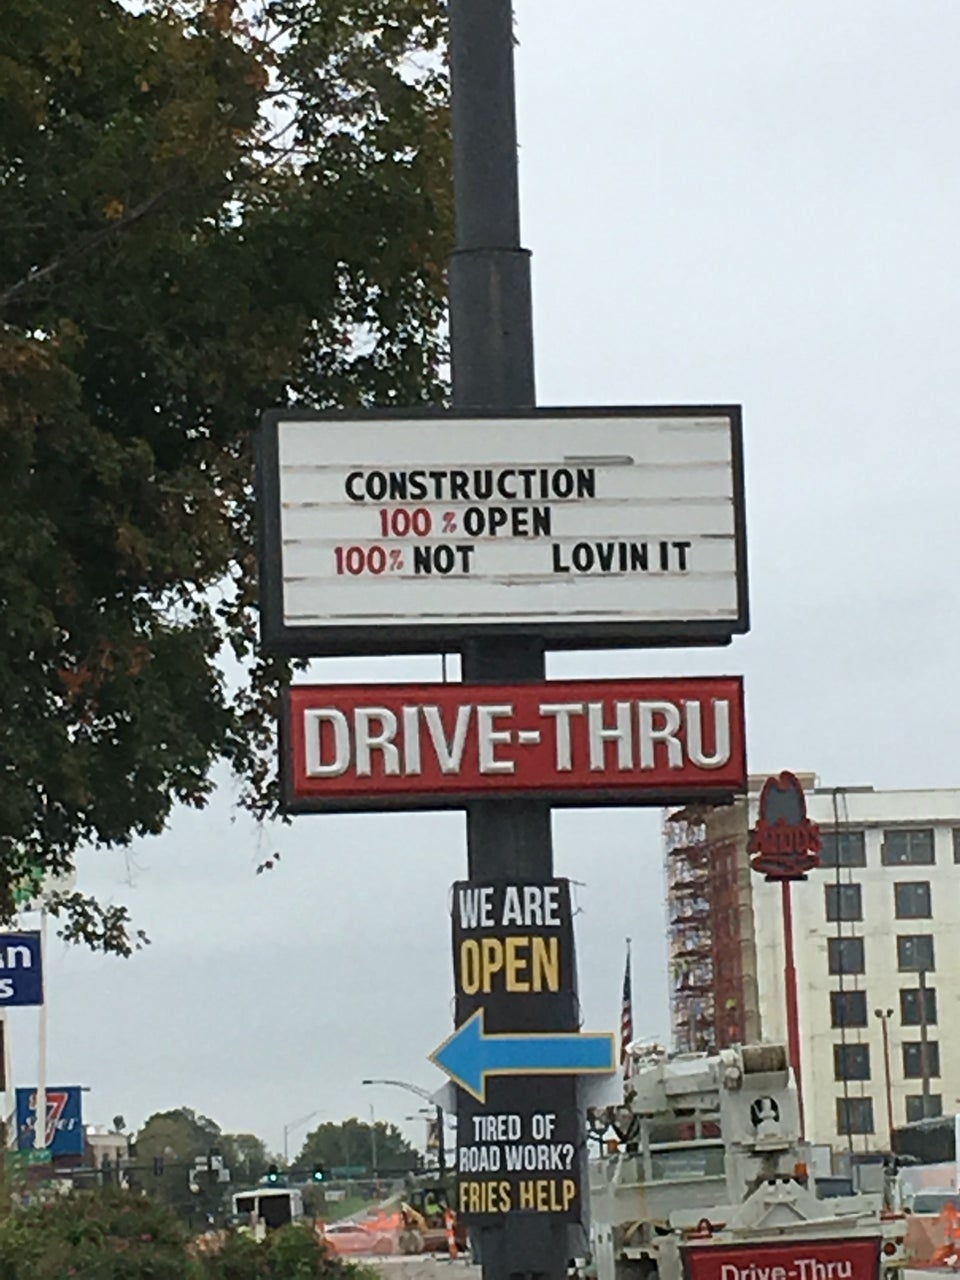 CONSTRUCTION
100 % OPEN
100% NOT LOVIN IT
DRIVE-THRU
WE ARE
OPEN
TIRED OF
ROAD WORK?
FRIES HELP
7
Drive-Thru